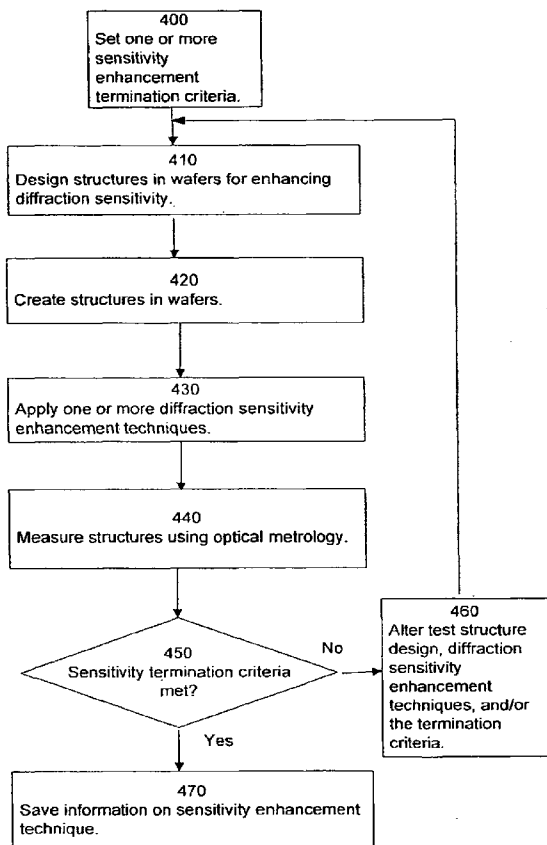 400
Set one or more
sensitivity
enhancement
termination criteria.
410
Design structures in wafers for enhancing
diffraction sensitivity.
420
Create structures in wafers.
430
Apply one or more diffraction sensitivity
enhancement techniques.
440
Measure structures using optical metrology.
450
Sensitivity termination criteria
met?
No
460
Alter test structure
design, diffraction
sensitivity
enhancement
techniques, and/or
the termination
criteria.
Yes
470
Save information on sensitivity enhancement
technique.